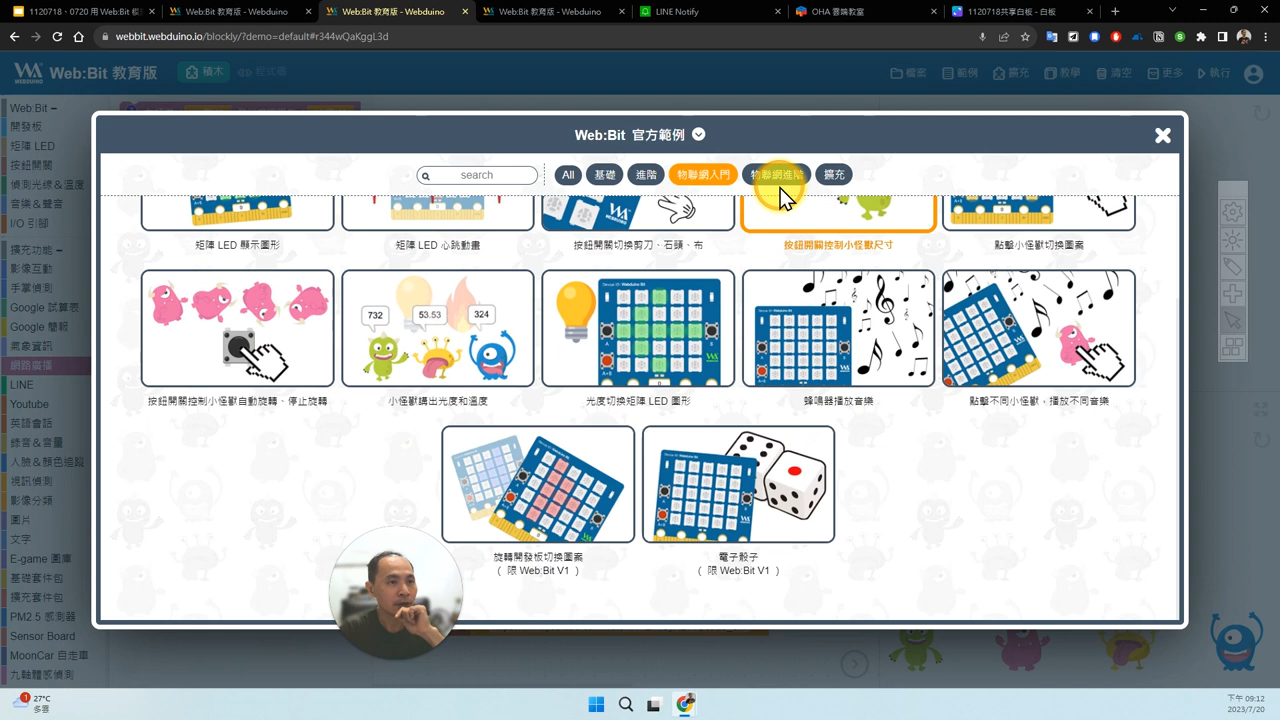 1120718、0720 用 Web:Bit 模
Web:Bit 教育版 - Webduino
Web:Bit 教育版 - Webduino
Web:Bit 教育版 - Webduino
LINE Notify
OHA 雲端教室
1120718共享白板 - 白板
webbit.webduino.io/blockly/?demo=default#r344wQaKggL3d
WEBDUINO
Web:Bit 教育版
積木
程式碼
檔案
範例
擴充
教學
清空
更多
執行
Web:Bit
開發板
矩陣 LED
按鈕開關
偵測光線＆溫度
音樂＆聲音
I/O 引腳
擴充功能
影像互動
手掌偵測
Google 試算表
Google 簡報
氣象資訊
網路廣播
LINE
Youtube
英語會話
錄音＆音量
人臉＆顏色追蹤
視訊偵測
影像分類
圖片
文字
E-game 圖庫
基礎套件包
擴充套件包
PM2.5 感測器
Sensor Board
MoonCar 自走車
九軸體感偵測
Web:Bit 官方範例
search
All
基礎
進階
物聯網入門
物聯網進階
擴充
矩陣 LED 顯示圖形
矩陣 LED 心跳動畫
按鈕開關切換剪刀、石頭、布
按鈕開關控制小怪獸尺寸
點擊小怪獸切換圖案
732
53.53
324
按鈕開關控制小怪獸自動旋轉、停止旋轉
小怪獸講出光度和溫度
光度切換矩陣 LED 圖形
蜂鳴器播放音樂
點擊不同小怪獸，播放不同音樂
旋轉開發板切換圖案
（ 限 Web:Bit V1 ）
電子骰子
（ 限 Web:Bit V1 ）
1
27°C
多雲
下午 09:12
2023/7/20